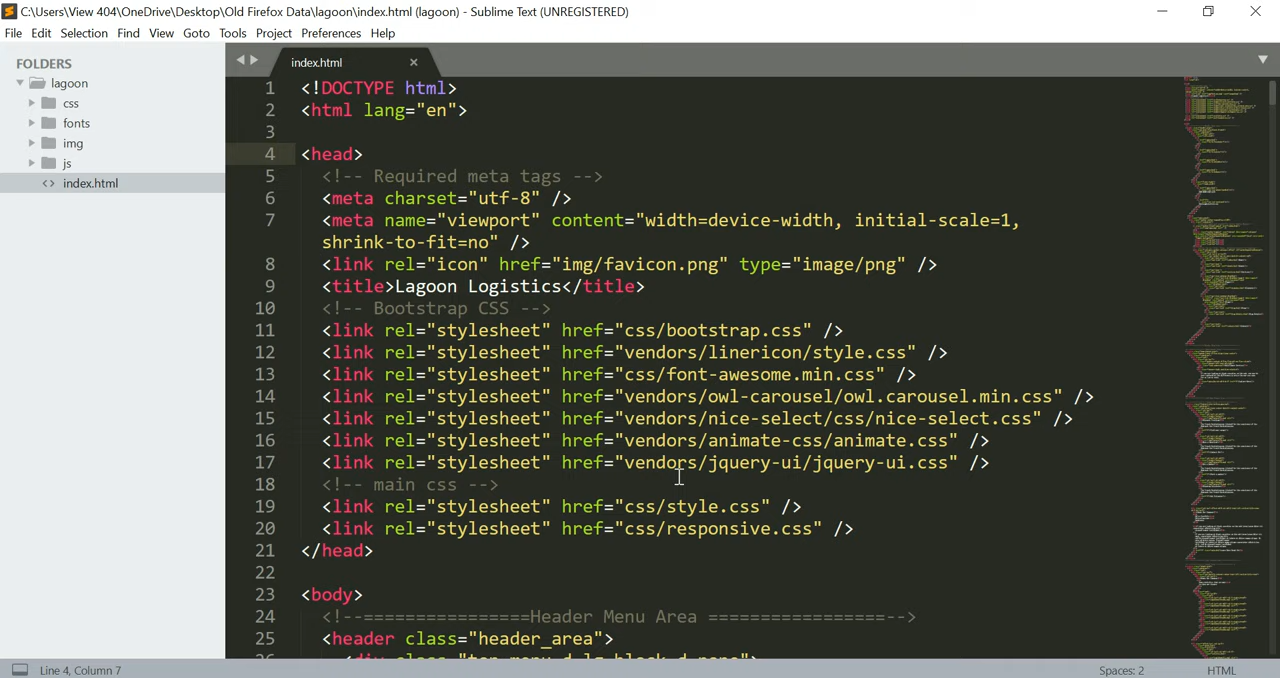 C:\Users\View 404\OneDrive\Desktop\Old Firefox Data\lagoon\index.html (lagoon) - Sublime Text (UNREGISTERED)
File Edit Selection Find View Goto Tools Project Preferences Help
FOLDERS
lagoon
css
fonts
img
js
<> index.html
index.html
1 <!DOCTYPE html>
2 <html lang="en">
3
4 <head>
5 <!-- Required meta tags -->
6 <meta charset="utf-8" />
7 <meta name="viewport" content="width=device-width, initial-scale=1,
shrink-to-fit=no" />
8 <link rel="icon" href="img/favicon.png" type="image/png" />
9 <title>Lagoon Logistics</title>
10 <!-- Bootstrap CSS -->
11 <link rel="stylesheet" href="css/bootstrap.css" />
12 <link rel="stylesheet" href="vendors/linericon/style.css" />
13 <link rel="stylesheet" href="css/font-awesome.min.css" />
14 <link rel="stylesheet" href="vendors/owl-carousel/owl.carousel.min.css" />
15 <link rel="stylesheet" href="vendors/nice-select/css/nice-select.css" />
16 <link rel="stylesheet" href="vendors/animate-css/animate.css" />
17 <link rel="stylesheet" href="vendors/jquery-ui/jquery-ui.css" />
18 <!-- main css -->
19 <link rel="stylesheet" href="css/style.css" />
20 <link rel="stylesheet" href="css/responsive.css" />
21 </head>
22
23 <body>
24 <!--================Header Menu Area =================-->
25 <header class="header_area">
26 <div class="top_menu d-lg-block d-none">
Line 4, Column 7
Spaces: 2
HTML